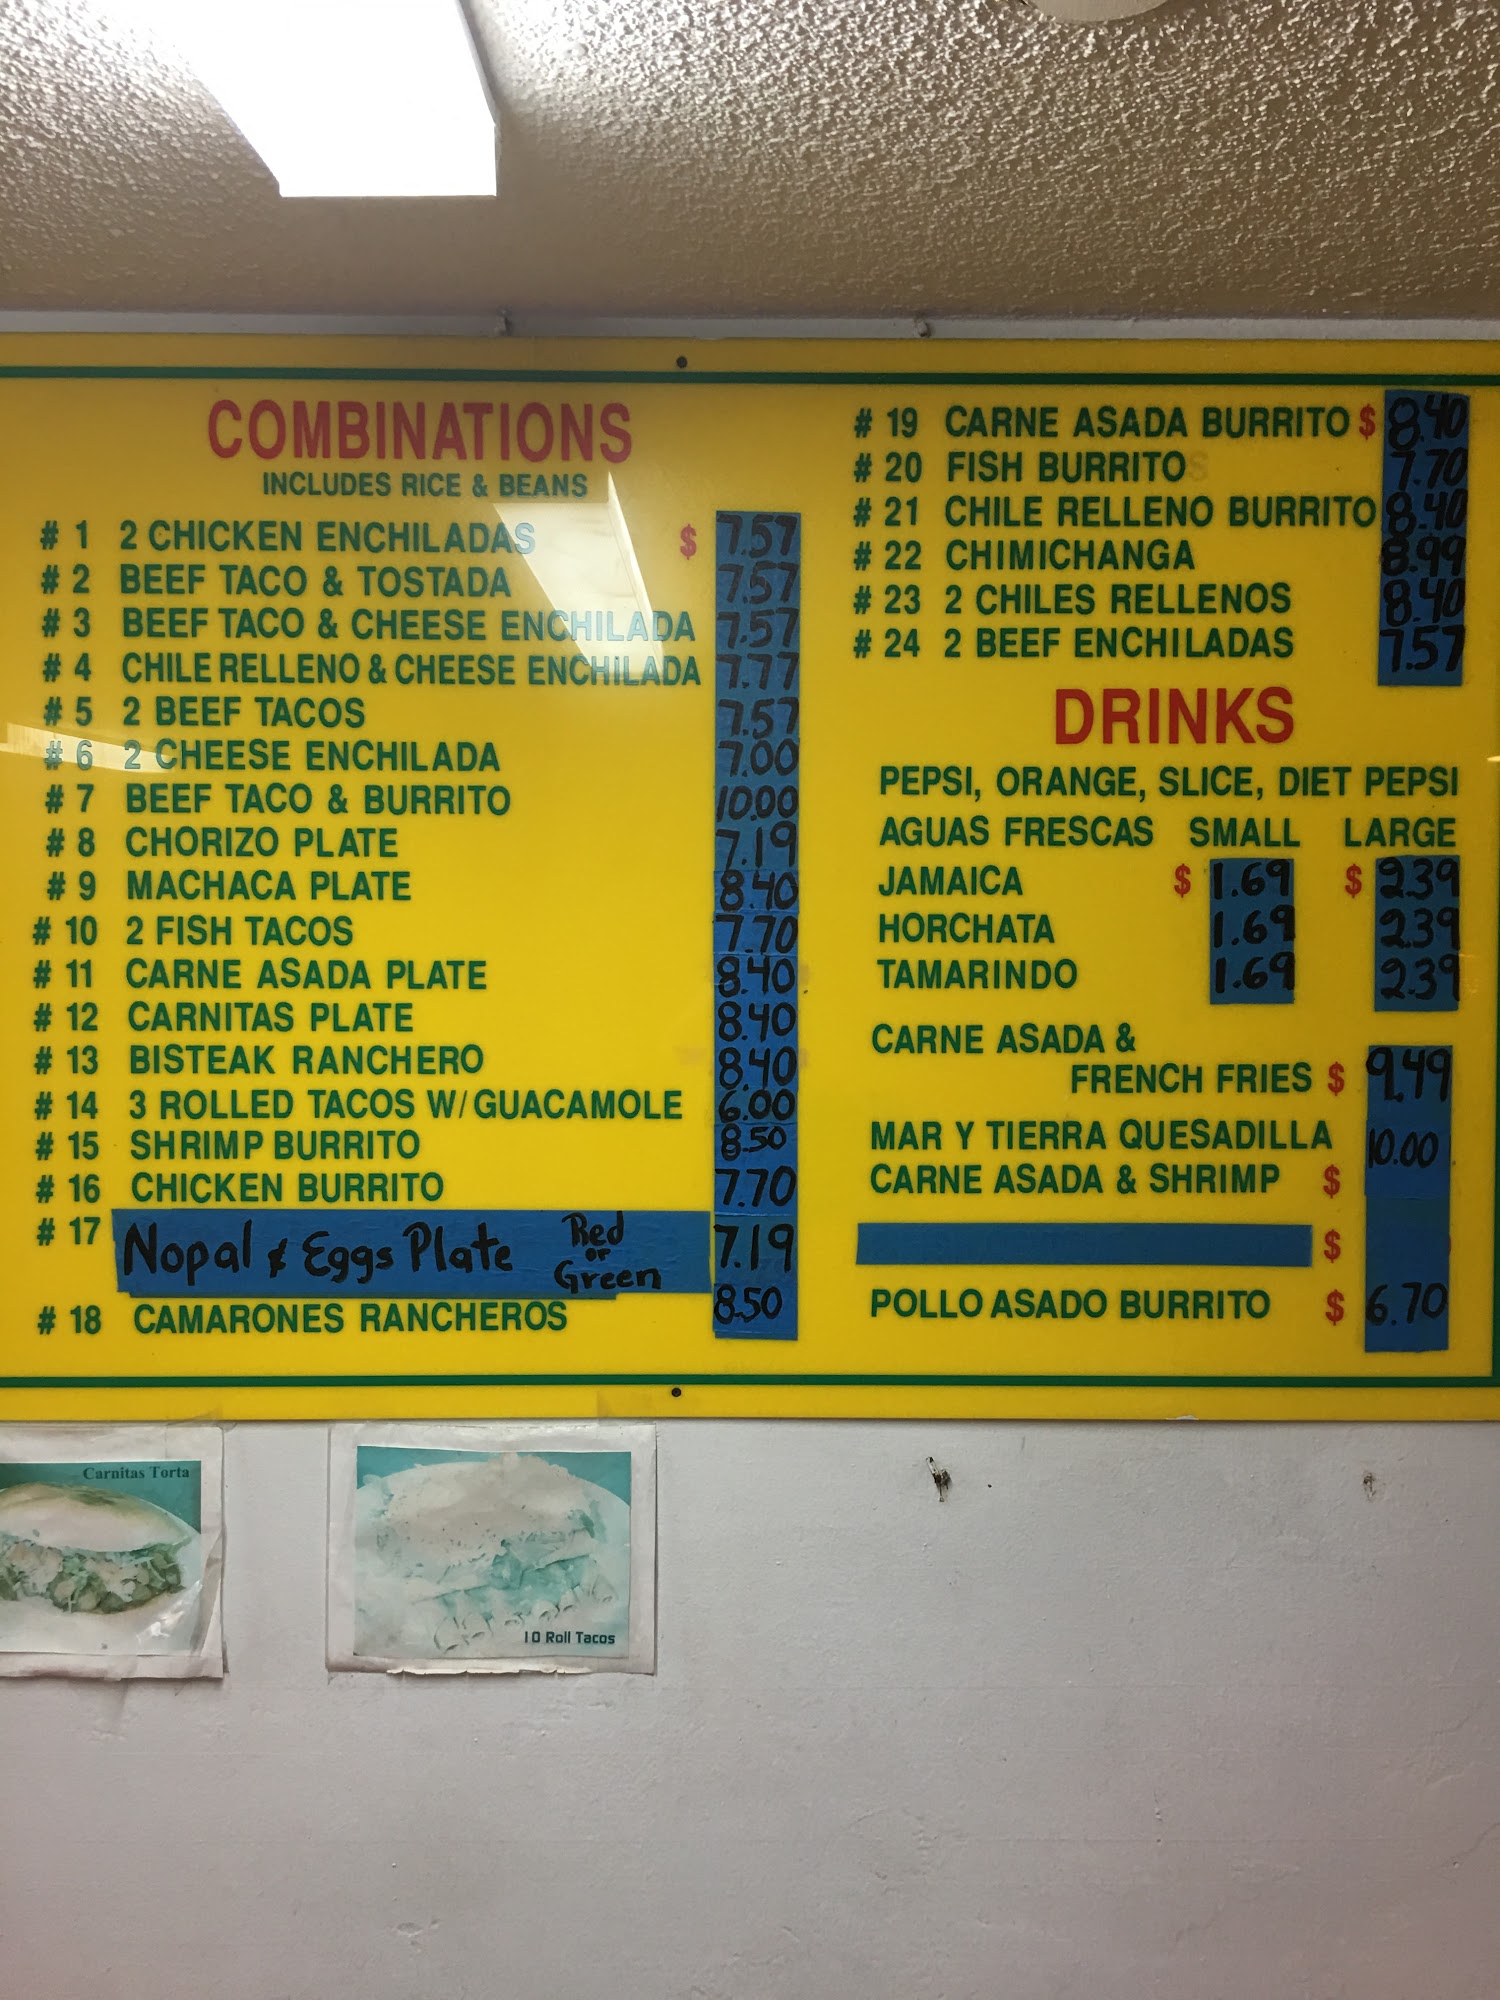 COMBINATIONS
INCLUDES RICE & BEANS
# 1 2 CHICKEN ENCHILADAS $ 7.57
# 2 BEEF TACO & TOSTADA 7.57
# 3 BEEF TACO & CHEESE ENCHILADA 7.57
# 4 CHILE RELLENO & CHEESE ENCHILADA 7.77
# 5 2 BEEF TACOS 7.57
# 6 2 CHEESE ENCHILADA 7.00
# 7 BEEF TACO & BURRITO 10.00
# 8 CHORIZO PLATE 7.19
# 9 MACHACA PLATE 8.40
# 10 2 FISH TACOS 7.70
# 11 CARNE ASADA PLATE 8.40
# 12 CARNITAS PLATE 8.40
# 13 BISTEAK RANCHERO 8.40
# 14 3 ROLLED TACOS W/ GUACAMOLE 6.00
# 15 SHRIMP BURRITO 8.50
# 16 CHICKEN BURRITO 7.70
# 17 Nopal & Eggs Plate Red or Green 7.19
# 18 CAMARONES RANCHEROS 8.50
# 19 CARNE ASADA BURRITO $ 8.40
# 20 FISH BURRITO 7.70
# 21 CHILE RELLENO BURRITO 8.40
# 22 CHIMICHANGA 8.99
# 23 2 CHILES RELLENOS 8.40
# 24 2 BEEF ENCHILADAS 7.57
DRINKS
PEPSI, ORANGE, SLICE, DIET PEPSI
AGUAS FRESCAS SMALL LARGE
JAMAICA $ 1.69 $ 2.39
HORCHATA 1.69 2.39
TAMARINDO 1.69 2.39
CARNE ASADA &
FRENCH FRIES $ 9.49
MAR Y TIERRA QUESADILLA 10.00
CARNE ASADA & SHRIMP $
$
POLLO ASADO BURRITO $ 6.70
Carnitas Torta
10 Roll Tacos